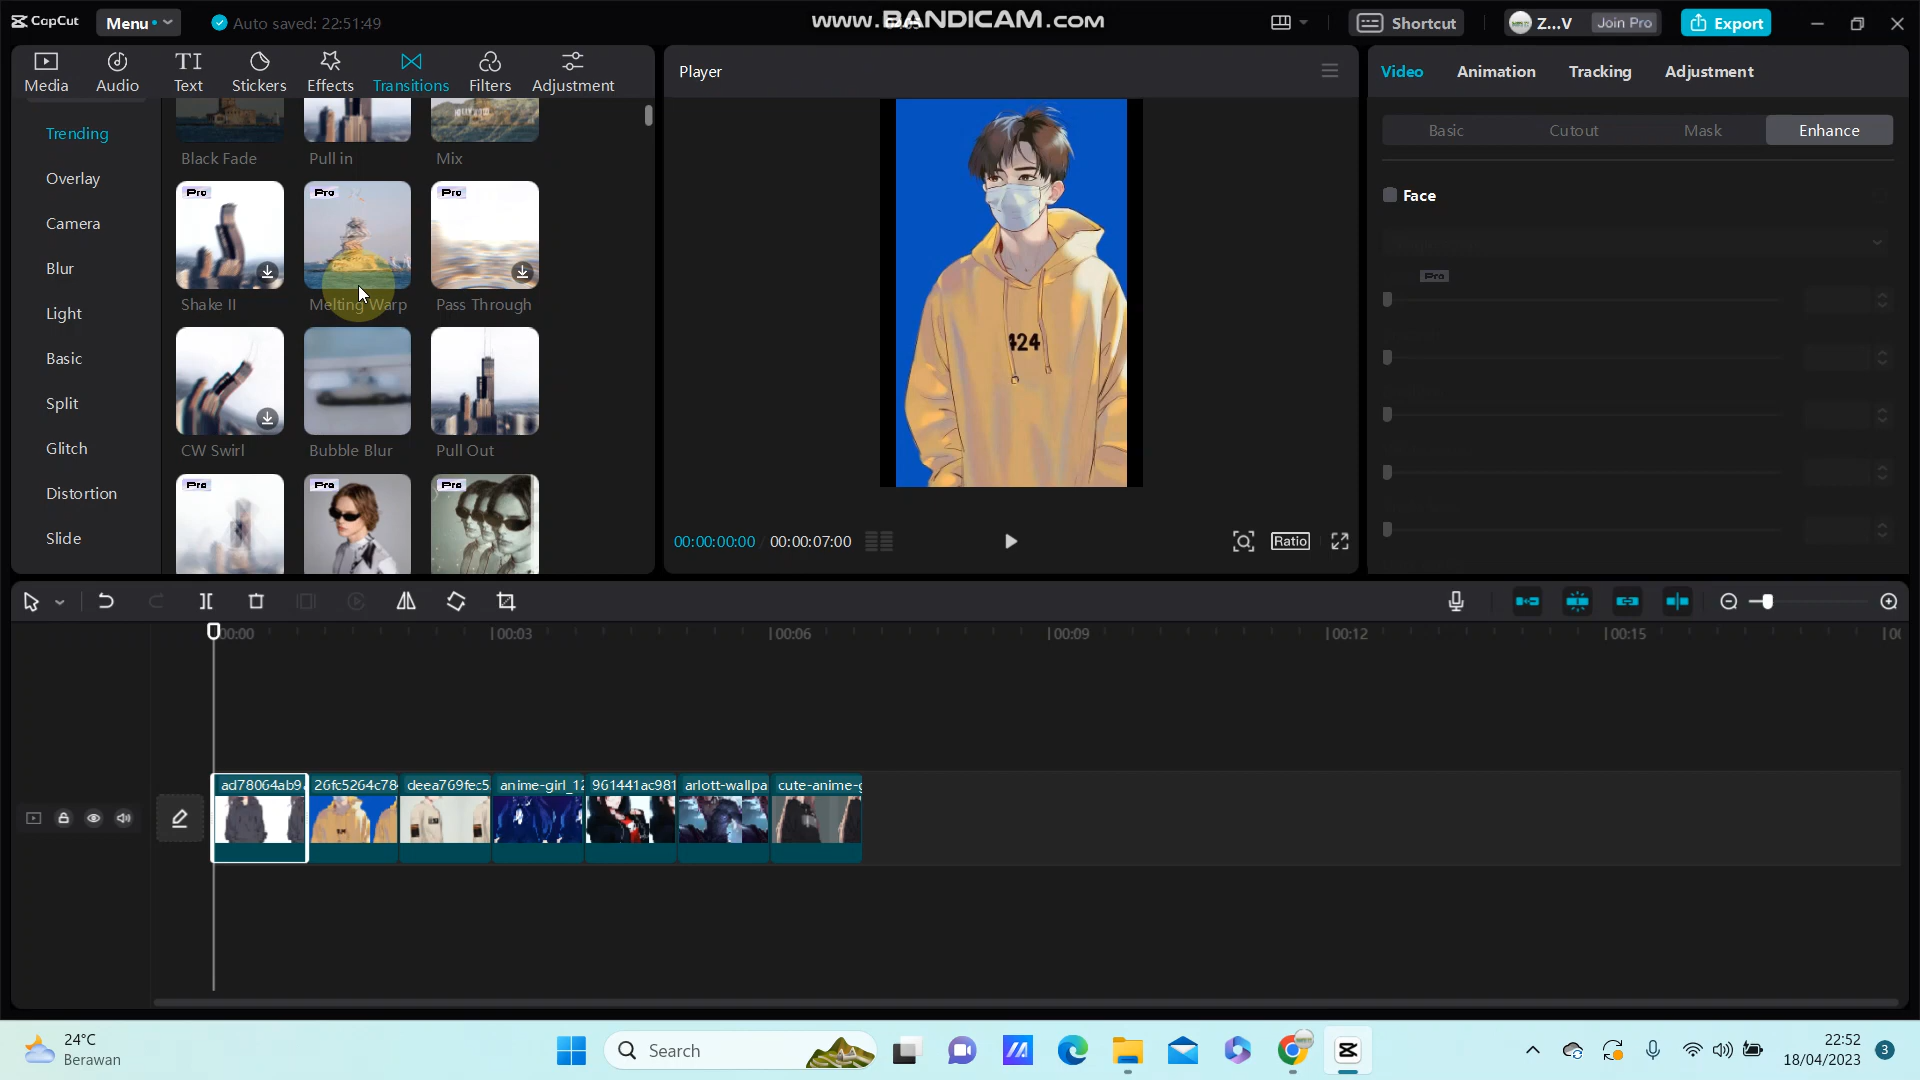 CapCut
Menu
Auto saved: 22:51:49
www.BANDICAM.com
Shortcut
Z...V
Join Pro
Export
Media
Audio
Text
Stickers
Effects
Transitions
Filters
Adjustment
Player
Video
Animation
Tracking
Adjustment
Trending
Overlay
Camera
Blur
Light
Basic
Split
Glitch
Distortion
Slide
Black Fade
Pull in
Mix
Pro
Pro
Pro
Shake II
Melting Warp
Pass Through
CW Swirl
Bubble Blur
Pull Out
Pro
Pro
Pro
424
00:00:00:00 / 00:00:07:00
Ratio
Basic
Cutout
Mask
Enhance
Face
Pro
00:00
00:03
00:06
00:09
00:12
00:15
ad78064ab9
26fc5264c78
deea769fec5
anime-girl_12
961441ac981
arlott-wallpa
cute-anime-g
24°C
Berawan
Search
22:52
18/04/2023
3